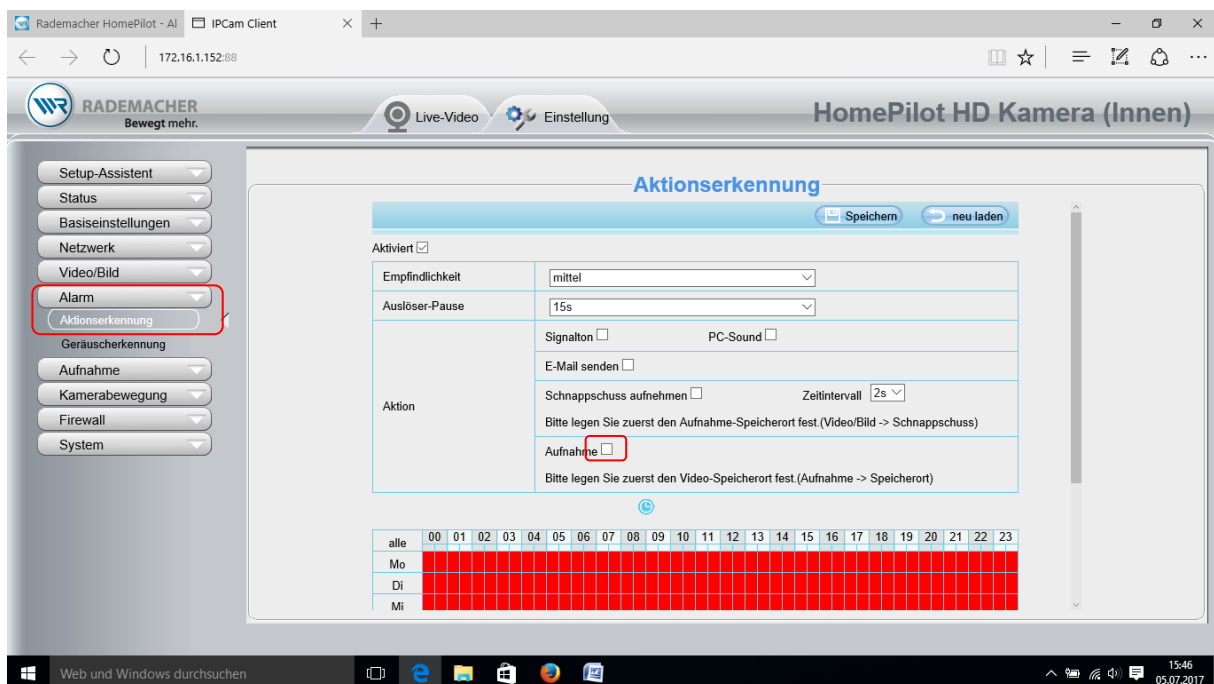 Rademacher HomePilot - Al
IPCam Client
172.16.1.152:88
WR RADEMACHER
Bewegt mehr.
Live-Video
Einstellung
HomePilot HD Kamera (Innen)
Setup-Assistent
Status
Basiseinstellungen
Netzwerk
Video/Bild
Alarm
Aktionserkennung
Geräuscherkennung
Aufnahme
Kamerabewegung
Firewall
System
Aktionserkennung
Speichern
neu laden
Aktiviert
Empfindlichkeit mittel
Auslöser-Pause 15s
Aktion
Signalton PC-Sound
E-Mail senden
Schnappschuss aufnehmen Zeitintervall 2s
Bitte legen Sie zuerst den Aufnahme-Speicherort fest.(Video/Bild -> Schnappschuss)
Aufnahme
Bitte legen Sie zuerst den Video-Speicherort fest.(Aufnahme -> Speicherort)
alle 00 01 02 03 04 05 06 07 08 09 10 11 12 13 14 15 16 17 18 19 20 21 22 23
Mo
Di
Mi
Web und Windows durchsuchen
15:46
05.07.2017